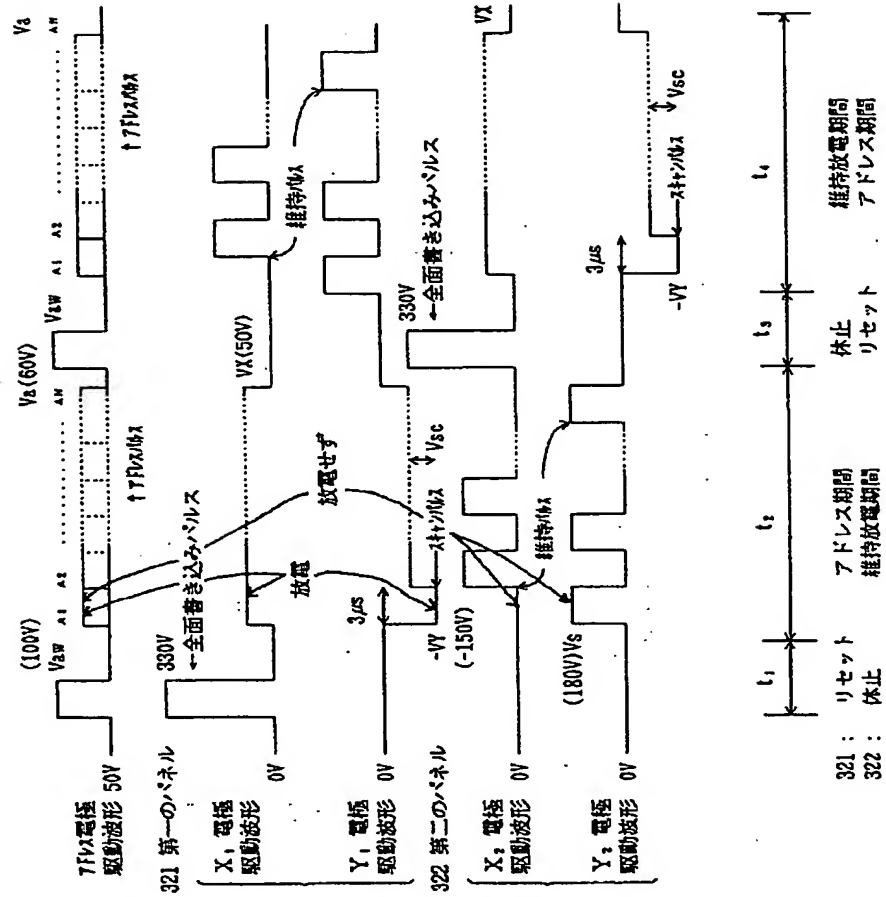 アドレス電極
駆動波形 50V
(100V)
Vaw
A1 A2 ········ AM
Va(60V)
↑アドレスパルス
Vaw
A1 A2 ········ AM
Va
↑アドレスパルス
321 第一のパネル
330V
←全面書き込みパルス
X₁ 電極
駆動波形 0V
放電
放電せず
VX(50V)
維持パルス
Y₁ 電極
駆動波形 0V
3μs
-VY
(-150V)
スキャンパルス
Vsc
322 第二のパネル
330V
←全面書き込みパルス
X₂ 電極
駆動波形 0V
維持パルス
VX
Y₂ 電極
駆動波形 0V
(180V)Vs
3μs
-VY
スキャンパルス
Vsc
t₁ t₂ t₃ t₄
321 : リセット アドレス期間 休止 維持放電期間
322 : 休止 維持放電期間 リセット アドレス期間